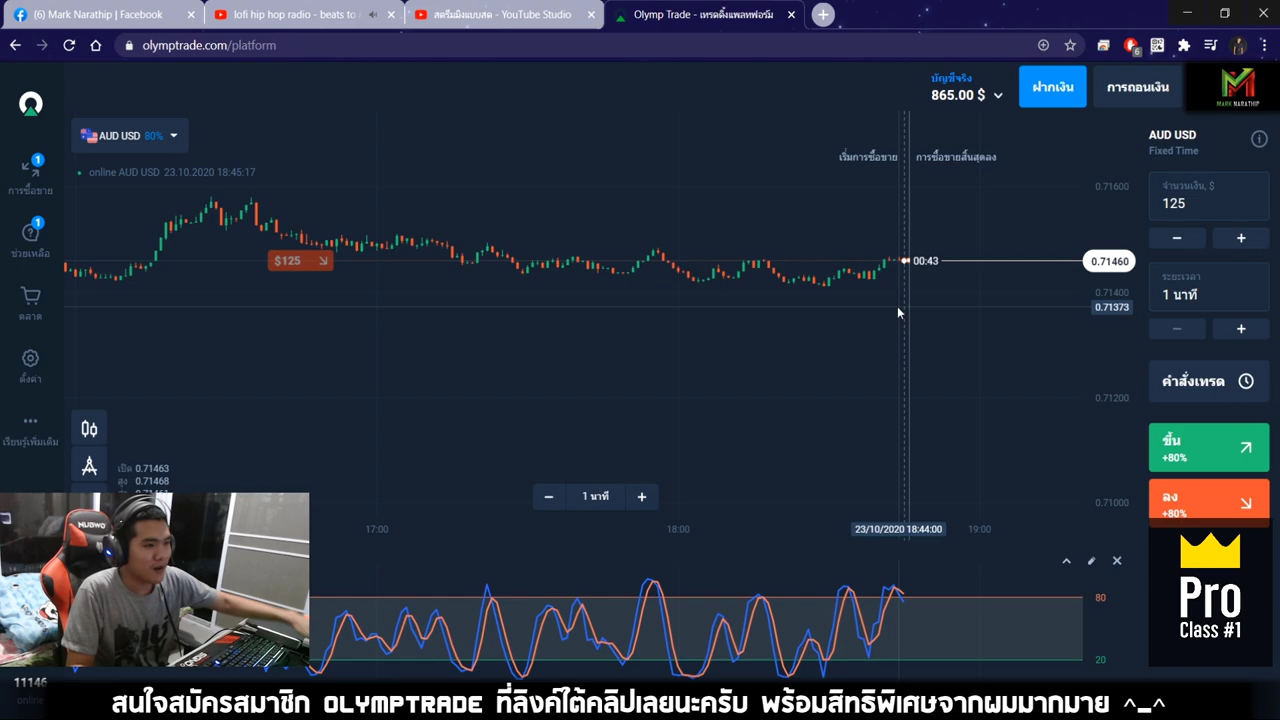 (6) Mark Narathip | Facebook
lofi hip hop radio - beats to r
สตรีมมิงแบบสด - YouTube Studio
Olymp Trade - เทรดดิ้งแพลทฟอร์ม
olymptrade.com/platform
6
บัญชีจริง
865.00 $
ฝากเงิน
การถอนเงิน
MARK NARATHIP
AUD USD 80%
online AUD USD 23.10.2020 18:45:17
เริ่มการซื้อขาย
การซื้อขายสิ้นสุดลง
1
การซื้อขาย
1
ช่วยเหลือ
ตลาด
ตั้งค่า
เรียนรู้เพิ่มเติม
$125
00:43
0.71600
0.71460
0.71400
0.71373
0.71200
0.71000
AUD USD
Fixed Time
จำนวนเงิน, $
125
ระยะเวลา
1 นาที
คำสั่งเทรด
ขึ้น
+80%
ลง
+80%
เปิด 0.71463
สูง 0.71468
1 นาที
17:00
18:00
23/10/2020 18:44:00
19:00
80
20
NUBWO
Pro
Class #1
11146
online
สนใจสมัครสมาชิก OLYMPTRADE ที่ลิงค์ใต้คลิปเลยนะครับ พร้อมสิทธิพิเศษจากผมมากมาย ^_^